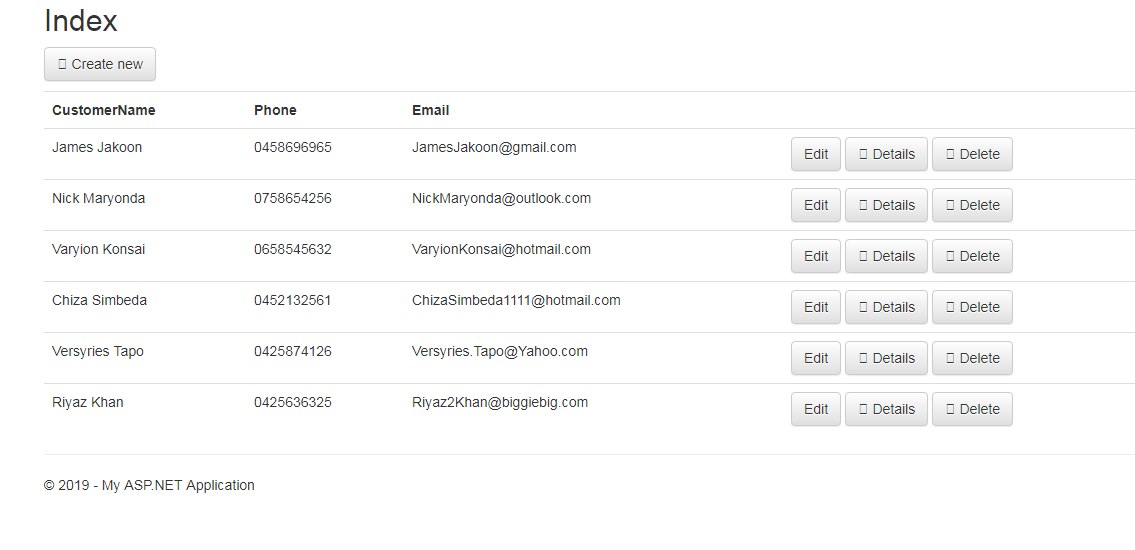 Index
Create new
CustomerName Phone Email
James Jakoon 0458696965 JamesJakoon@gmail.com Edit Details Delete
Nick Maryonda 0758654256 NickMaryonda@outlook.com Edit Details Delete
Varyion Konsai 0658545632 VaryionKonsai@hotmail.com Edit Details Delete
Chiza Simbeda 0452132561 ChizaSimbeda1111@hotmail.com Edit Details Delete
Versyries Tapo 0425874126 Versyries.Tapo@Yahoo.com Edit Details Delete
Riyaz Khan 0425636325 Riyaz2Khan@biggiebig.com Edit Details Delete
© 2019 - My ASP.NET Application